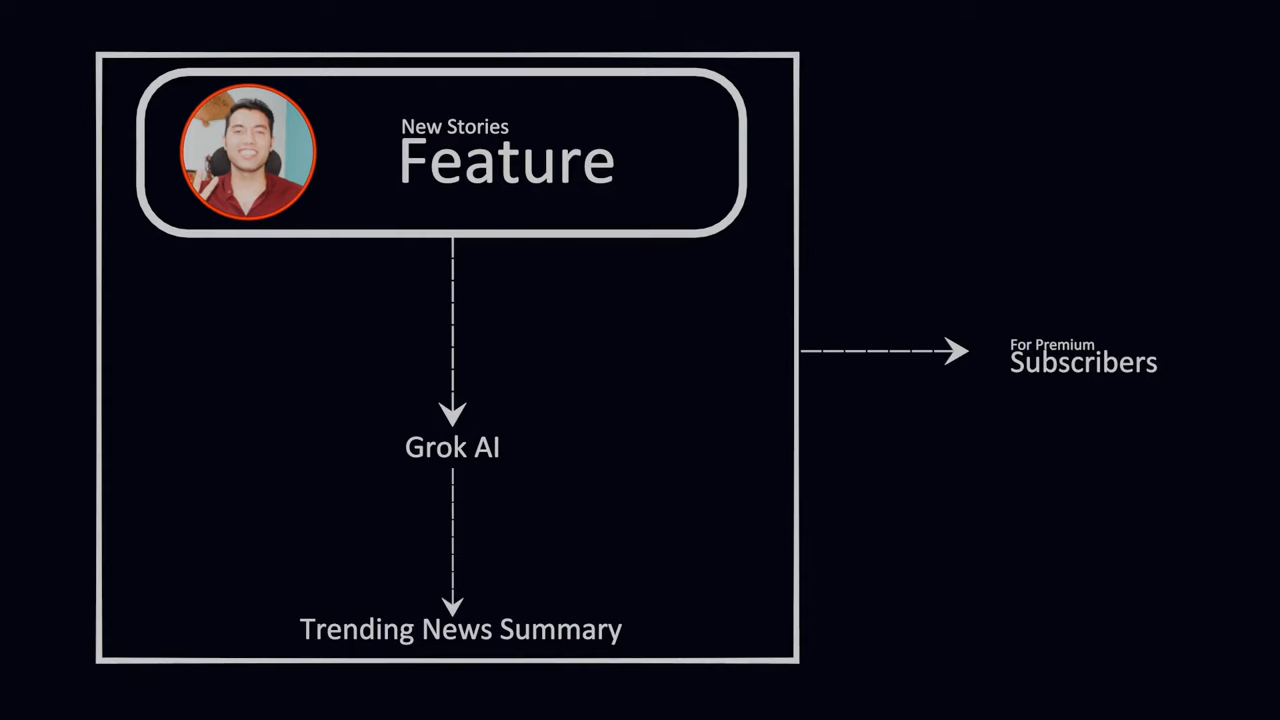 New Stories
Feature
Grok AI
Trending News Summary
For Premium
Subscribers